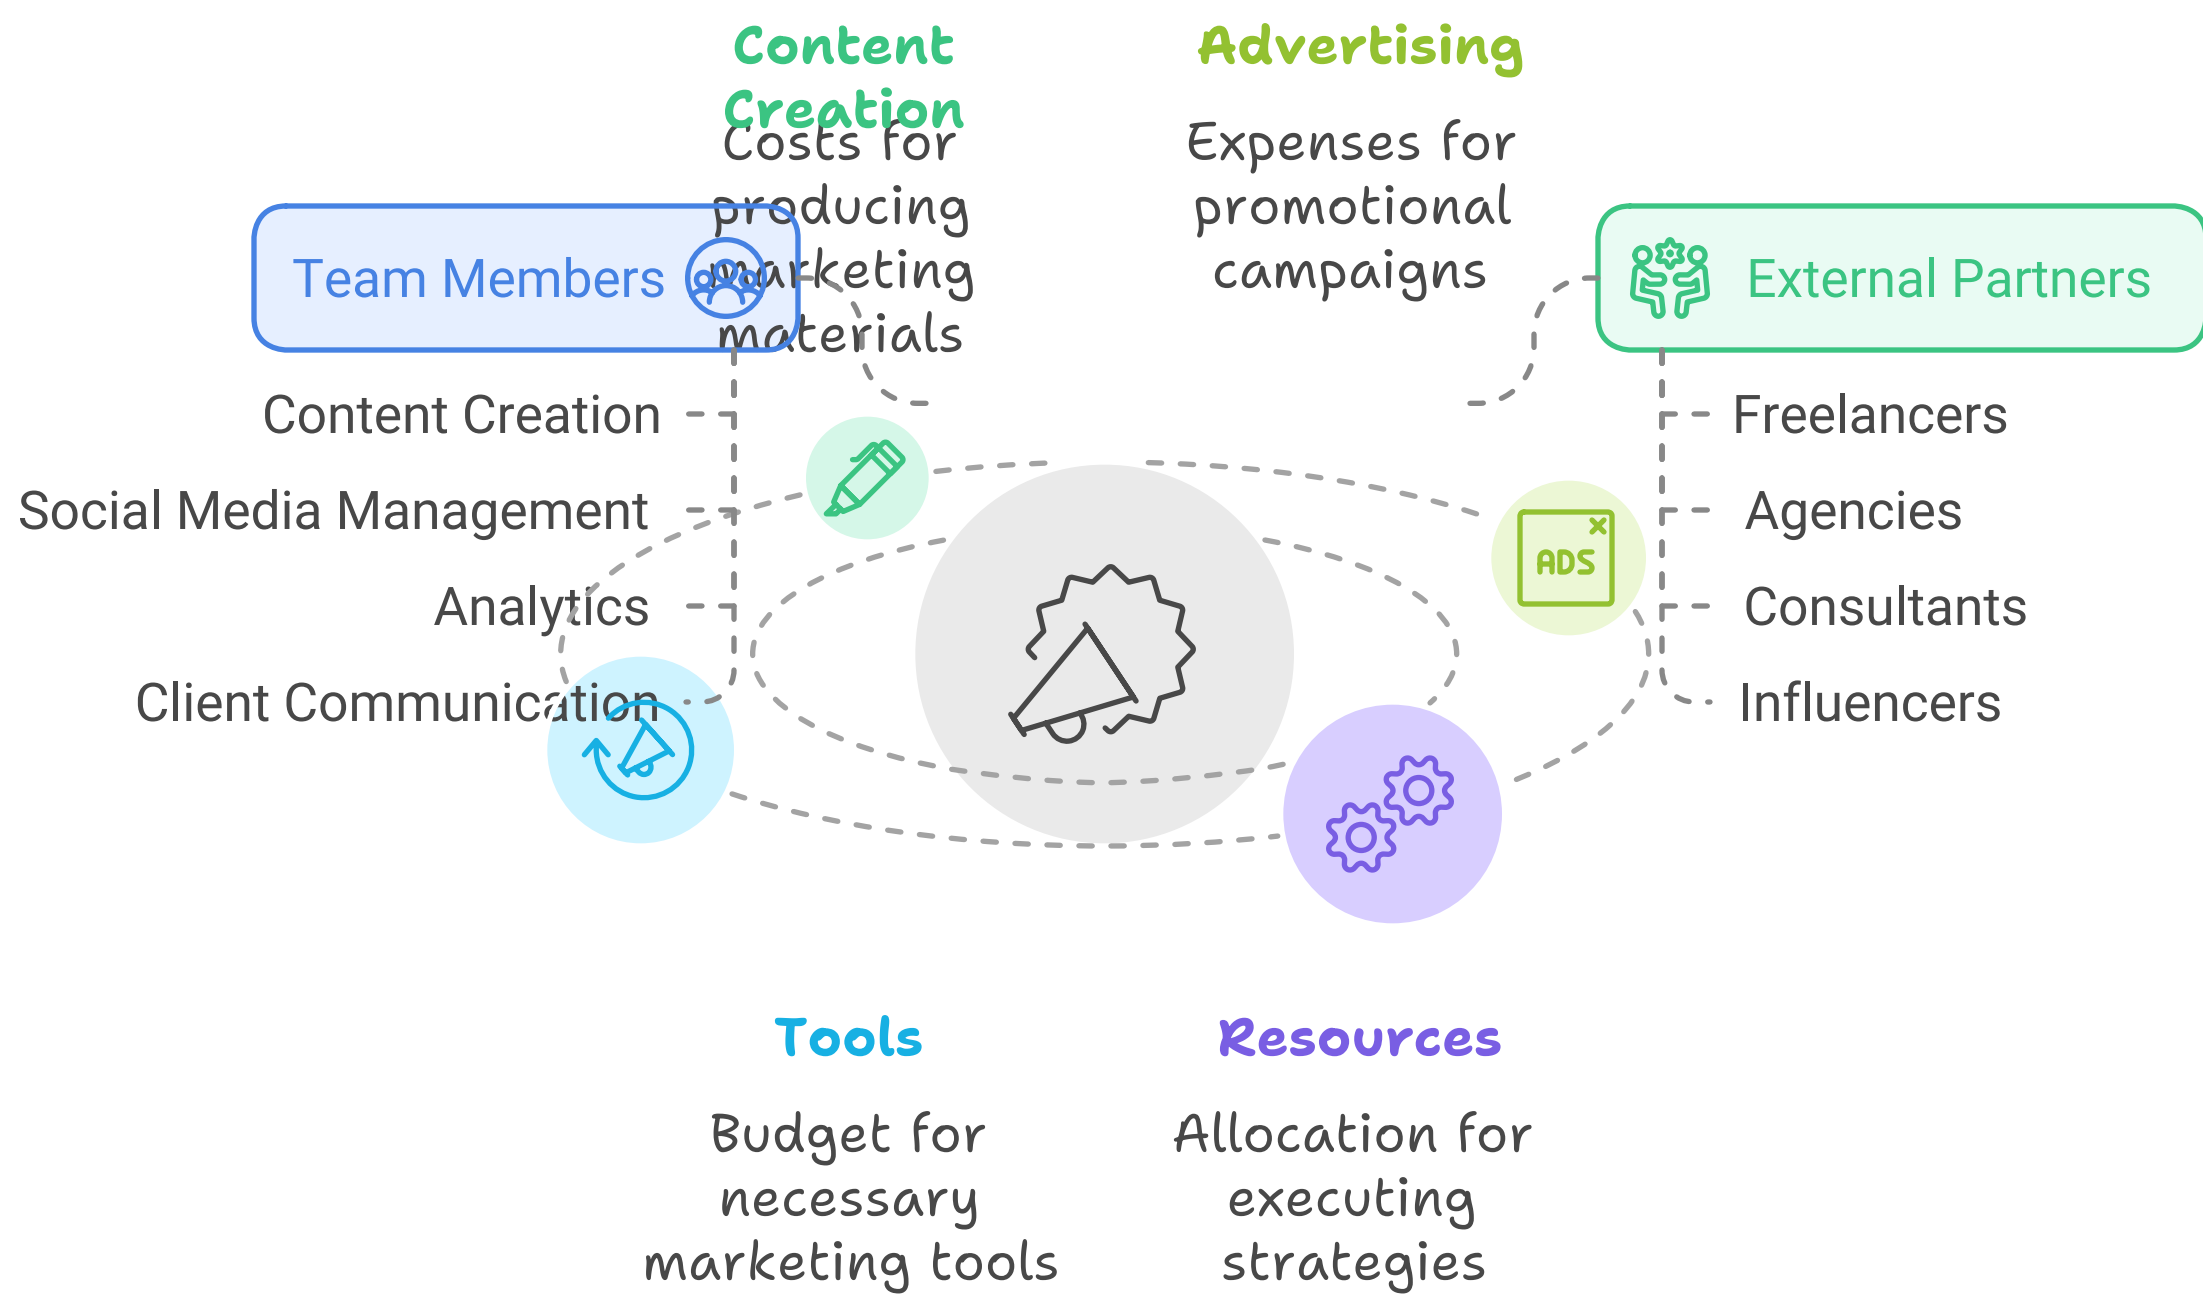 Content
Creation
Costs for
producing
marketing
materials
Advertising
Expenses for
promotional
campaigns
Team Members
Content Creation
Social Media Management
Analytics
Client Communication
External Partners
Freelancers
Agencies
Consultants
Influencers
ADS
Tools
Budget for
necessary
marketing tools
Resources
Allocation for
executing
strategies